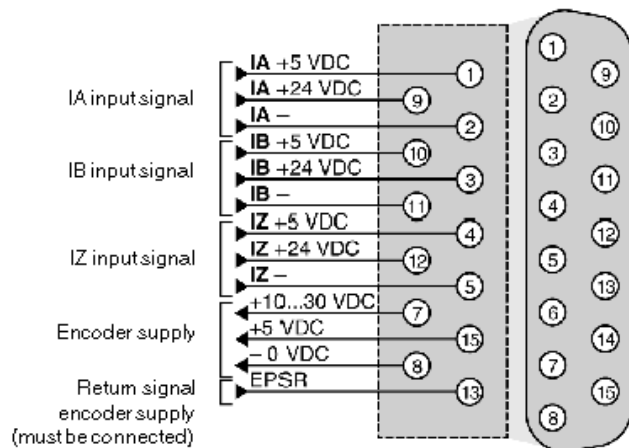 IA input signal
IA +5 VDC
1
IA +24 VDC
9
IA –
2
IB input signal
IB +5 VDC
10
IB +24 VDC
3
IB –
11
IZ input signal
IZ +5 VDC
4
IZ +24 VDC
12
IZ –
5
Encoder supply
+10...30 VDC
7
+5 VDC
15
– 0 VDC
8
Return signal
encoder supply
(must be connected)
EPSR
13
1
9
2
10
3
11
4
12
5
13
6
14
7
15
8